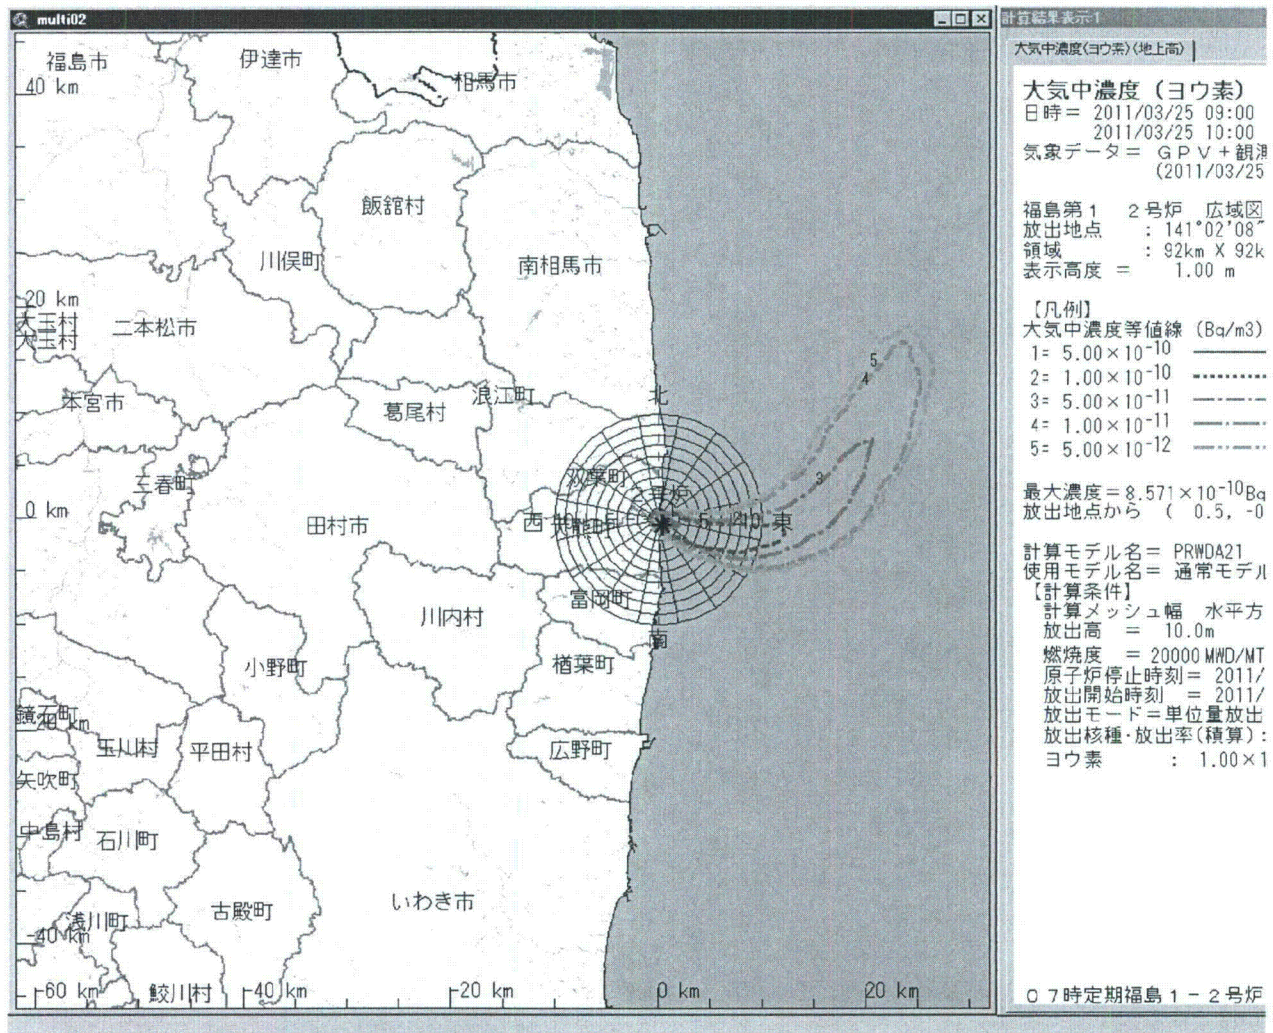 multi02
福島市
伊達市
相馬市
40 km
飯舘村
川俣町
南相馬市
20 km
大玉村
大玉村
二本松市
本宮市
葛尾村
浪江町
北
三春町
双葉町
0 km
田村市
西
5
東
3
4
5
川内村
富岡町
南
小野町
楢葉町
鏡石町
-20 km
玉川村
平田村
広野町
矢吹町
中島村
石川町
浅川町
古殿町
いわき市
-40 km
鮫川村
-60 km
-40 km
-20 km
0 km
20 km
計算結果表示1
大気中濃度〈ヨウ素〉〈地上高〉
大気中濃度（ヨウ素）
日時＝ 2011/03/25 09:00
2011/03/25 10:00
気象データ＝ ＧＰＶ＋観測
(2011/03/25
福島第１ ２号炉 広域図
放出地点 : 141°02'08"
領域 : 92km X 92k
表示高度 ＝ 1.00 m
【凡例】
大気中濃度等値線 (Bq/m3)
1= 5.00×10⁻¹⁰
2= 1.00×10⁻¹⁰
3= 5.00×10⁻¹¹
4= 1.00×10⁻¹¹
5= 5.00×10⁻¹²
最大濃度＝8.571×10⁻¹⁰Bq
放出地点から ( 0.5, -0
計算モデル名＝ PRWDA21
使用モデル名＝ 通常モデル
【計算条件】
計算メッシュ幅 水平方
放出高 ＝ 10.0m
燃焼度 ＝ 20000 MWD/MT
原子炉停止時刻＝ 2011/
放出開始時刻 ＝ 2011/
放出モード＝単位量放出
放出核種・放出率(積算) :
ヨウ素 : 1.00×1
０７時定期福島１－２号炉